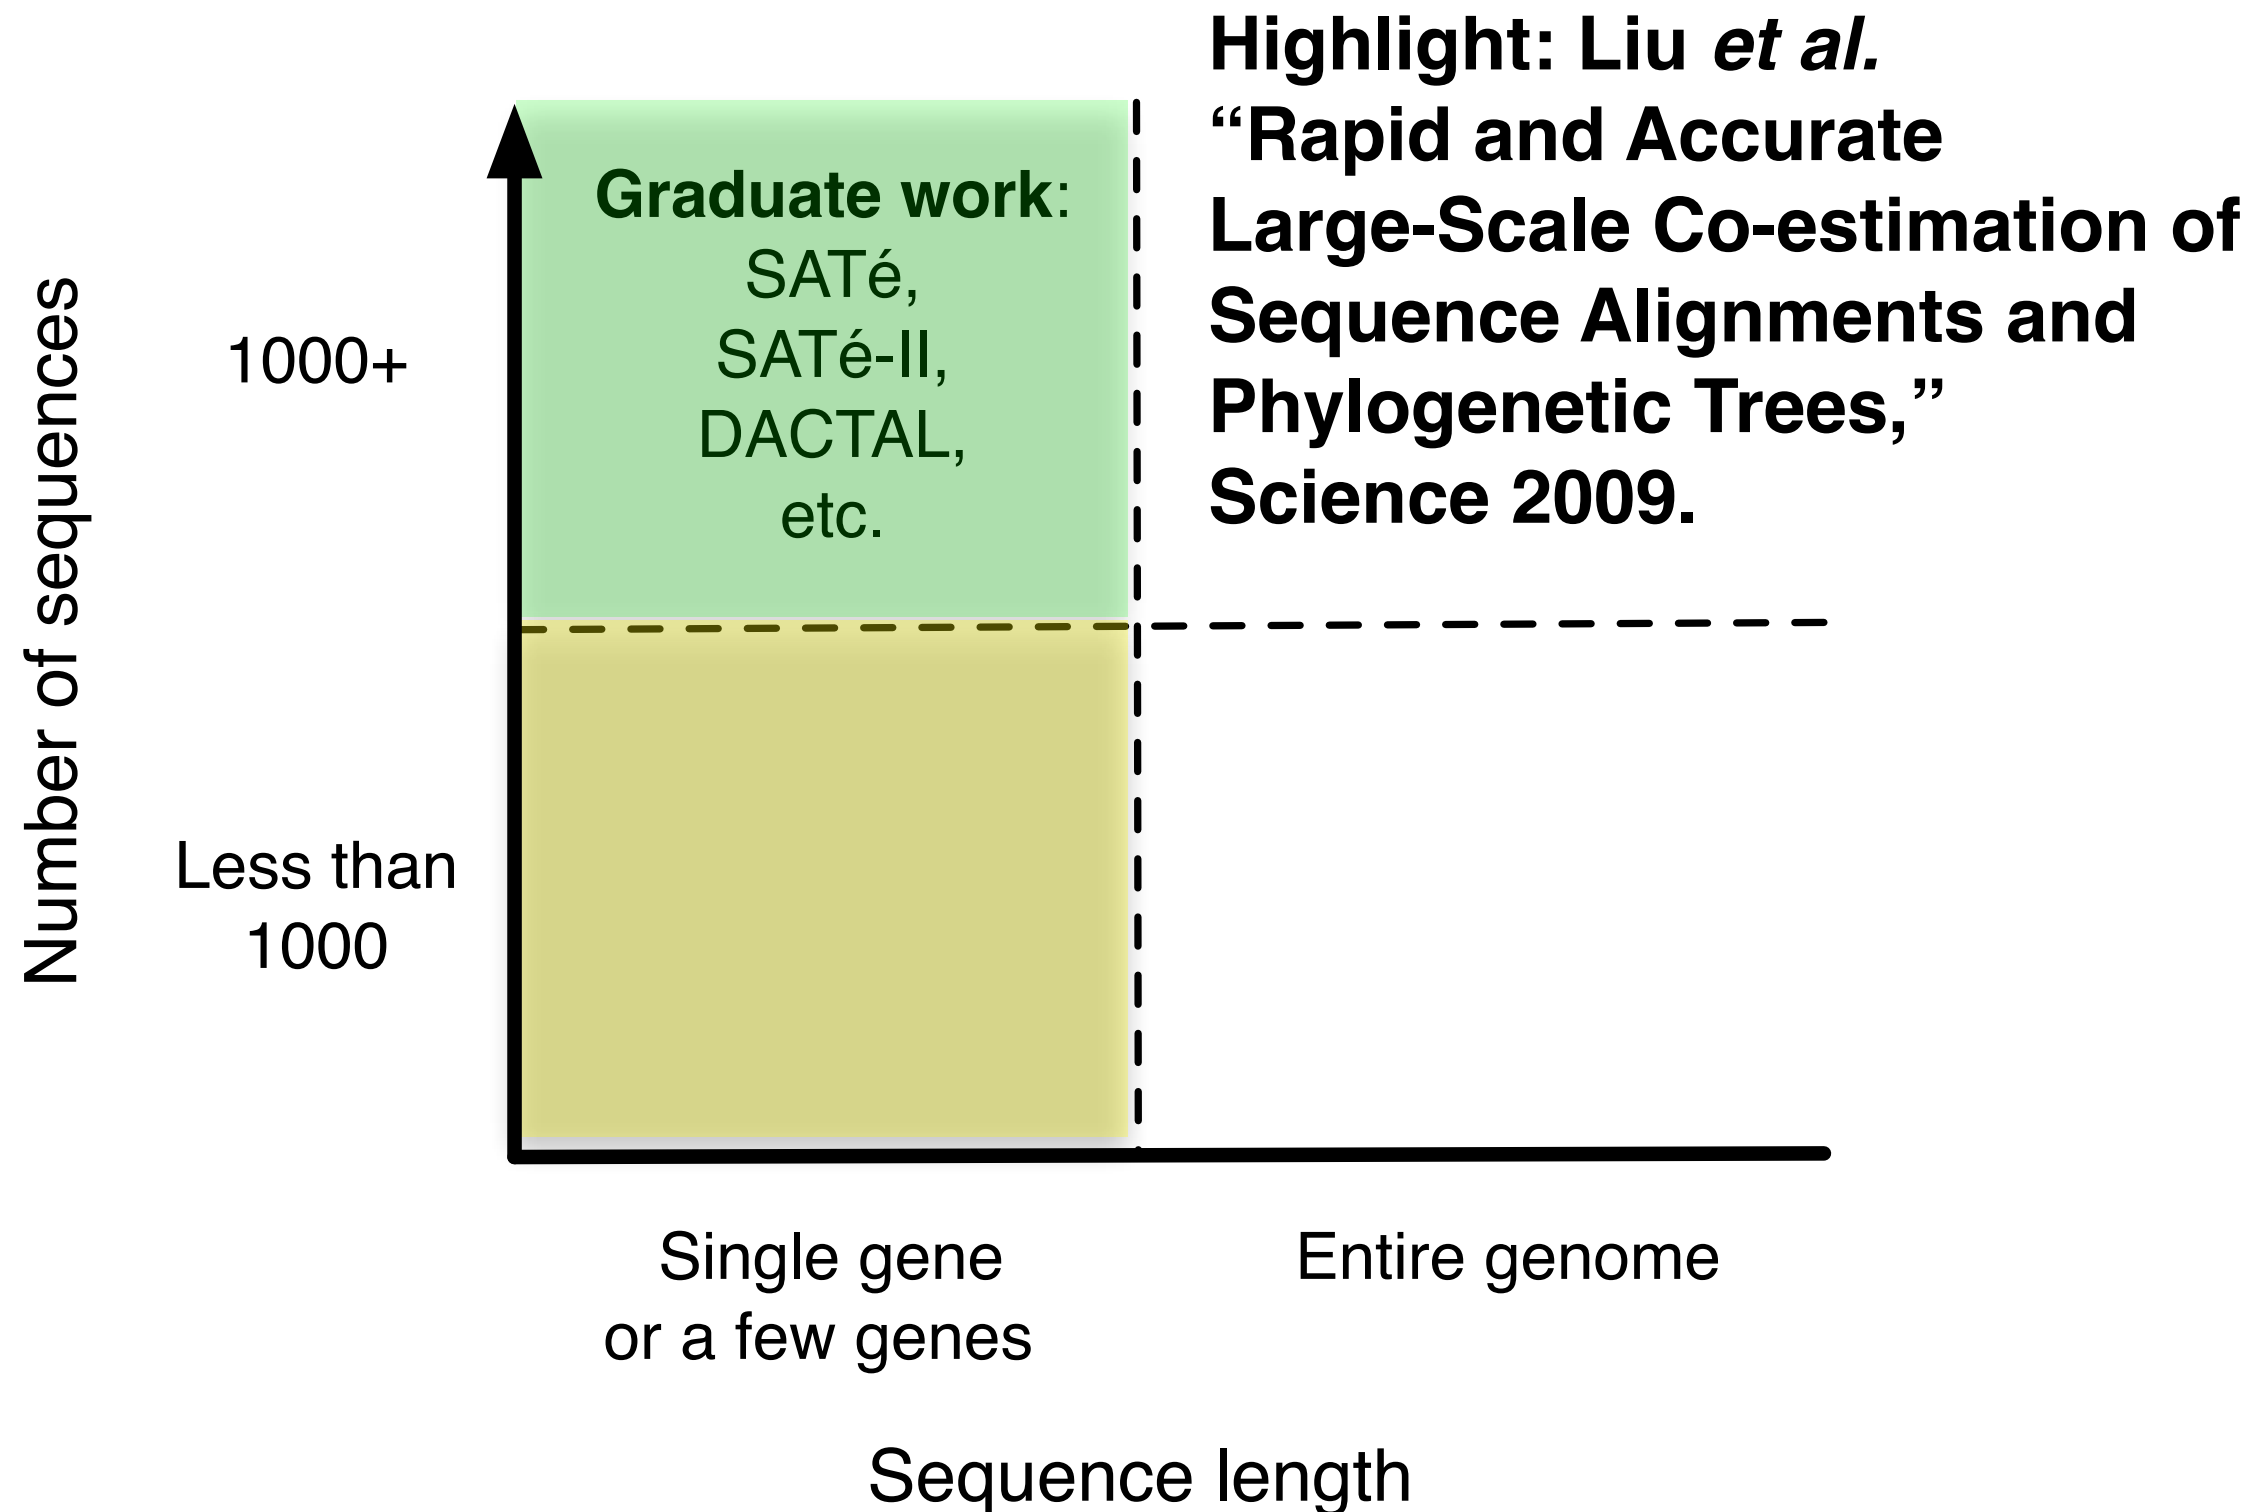 Highlight: Liu et al.
“Rapid and Accurate
Large-Scale Co-estimation of
Sequence Alignments and
Phylogenetic Trees,”
Science 2009.
Graduate work:
SATé,
SATé-II,
DACTAL,
etc.
Number of sequences
1000+
Less than
1000
Single gene
or a few genes
Entire genome
Sequence length